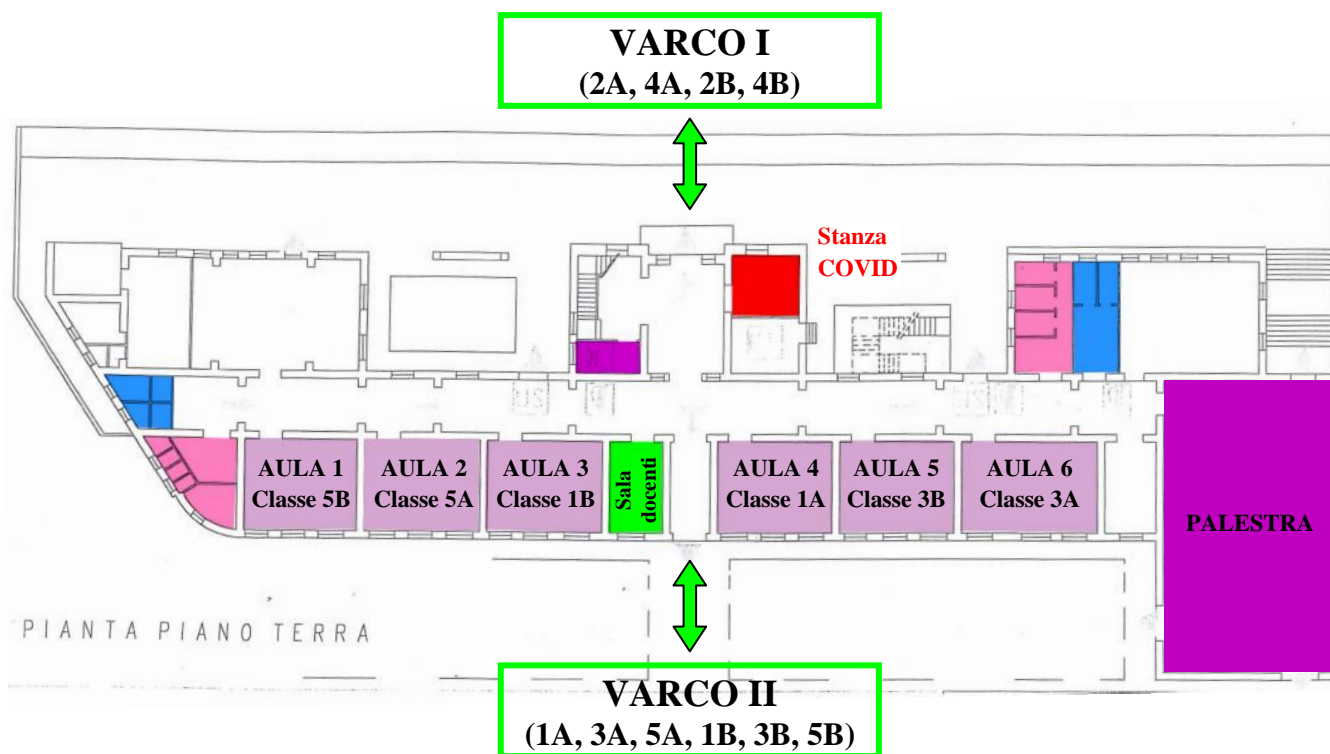 VARCO I
(2A, 4A, 2B, 4B)
Stanza
COVID
AULA 1
Classe 5B
AULA 2
Classe 5A
AULA 3
Classe 1B
Sala
docenti
AULA 4
Classe 1A
AULA 5
Classe 3B
AULA 6
Classe 3A
PALESTRA
PIANTA PIANO TERRA
VARCO II
(1A, 3A, 5A, 1B, 3B, 5B)